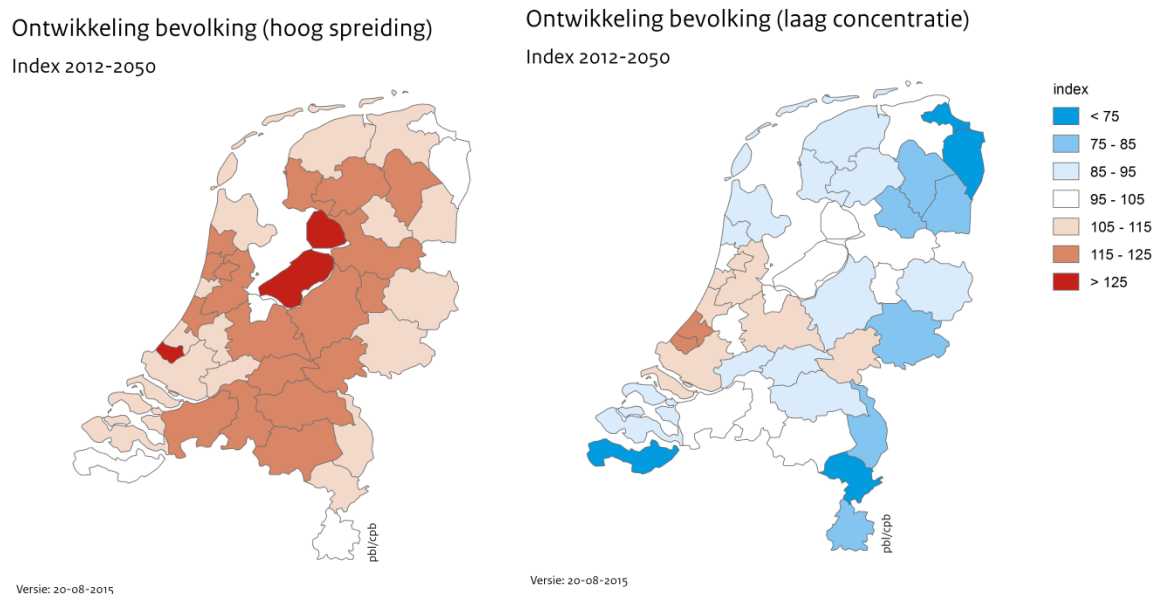 Ontwikkeling bevolking (hoog spreiding)
Index 2012-2050
pbl/cpb
Versie: 20-08-2015
Ontwikkeling bevolking (laag concentratie)
Index 2012-2050
pbl/cpb
Versie: 20-08-2015
index
< 75
75 - 85
85 - 95
95 - 105
105 - 115
115 - 125
> 125